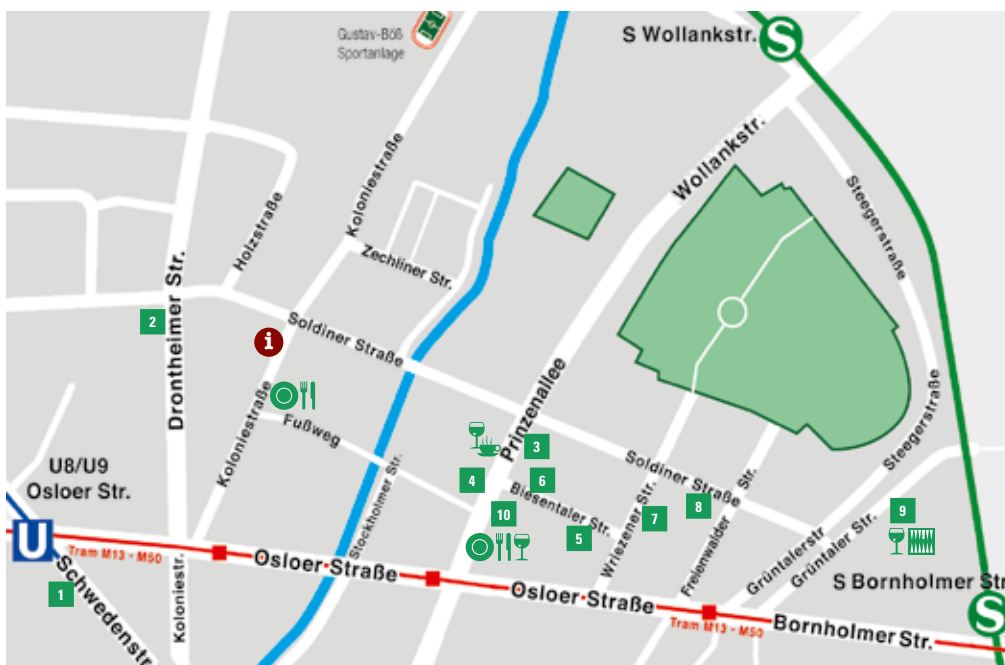 Gustav-Böß
Sportanlage
S Wollankstr.
S
Wollankstr.
Koloniestraße
Holzstraße
Zechliner Str.
Steegerstraße
Drontheimer Str.
2
i
Soldiner Straße
Prinzenallee
Koloniestraße
Fußweg
3
Steegerstraße
U8/U9
Osloer Str.
4
6
Soldiner Straße
Biesentaler Str.
Stockholmer Str.
Wriezener Str.
Freienwalder Str.
8
7
10
5
9
Grüntalerstr
Grüntaler Str.
U
Tram M13 - M50
Osloer Straße
Osloer Straße
S Bornholmer Str
S
1
Schwedenstr.
Koloniestr.
Tram M13 - M50
Bornholmer Str.